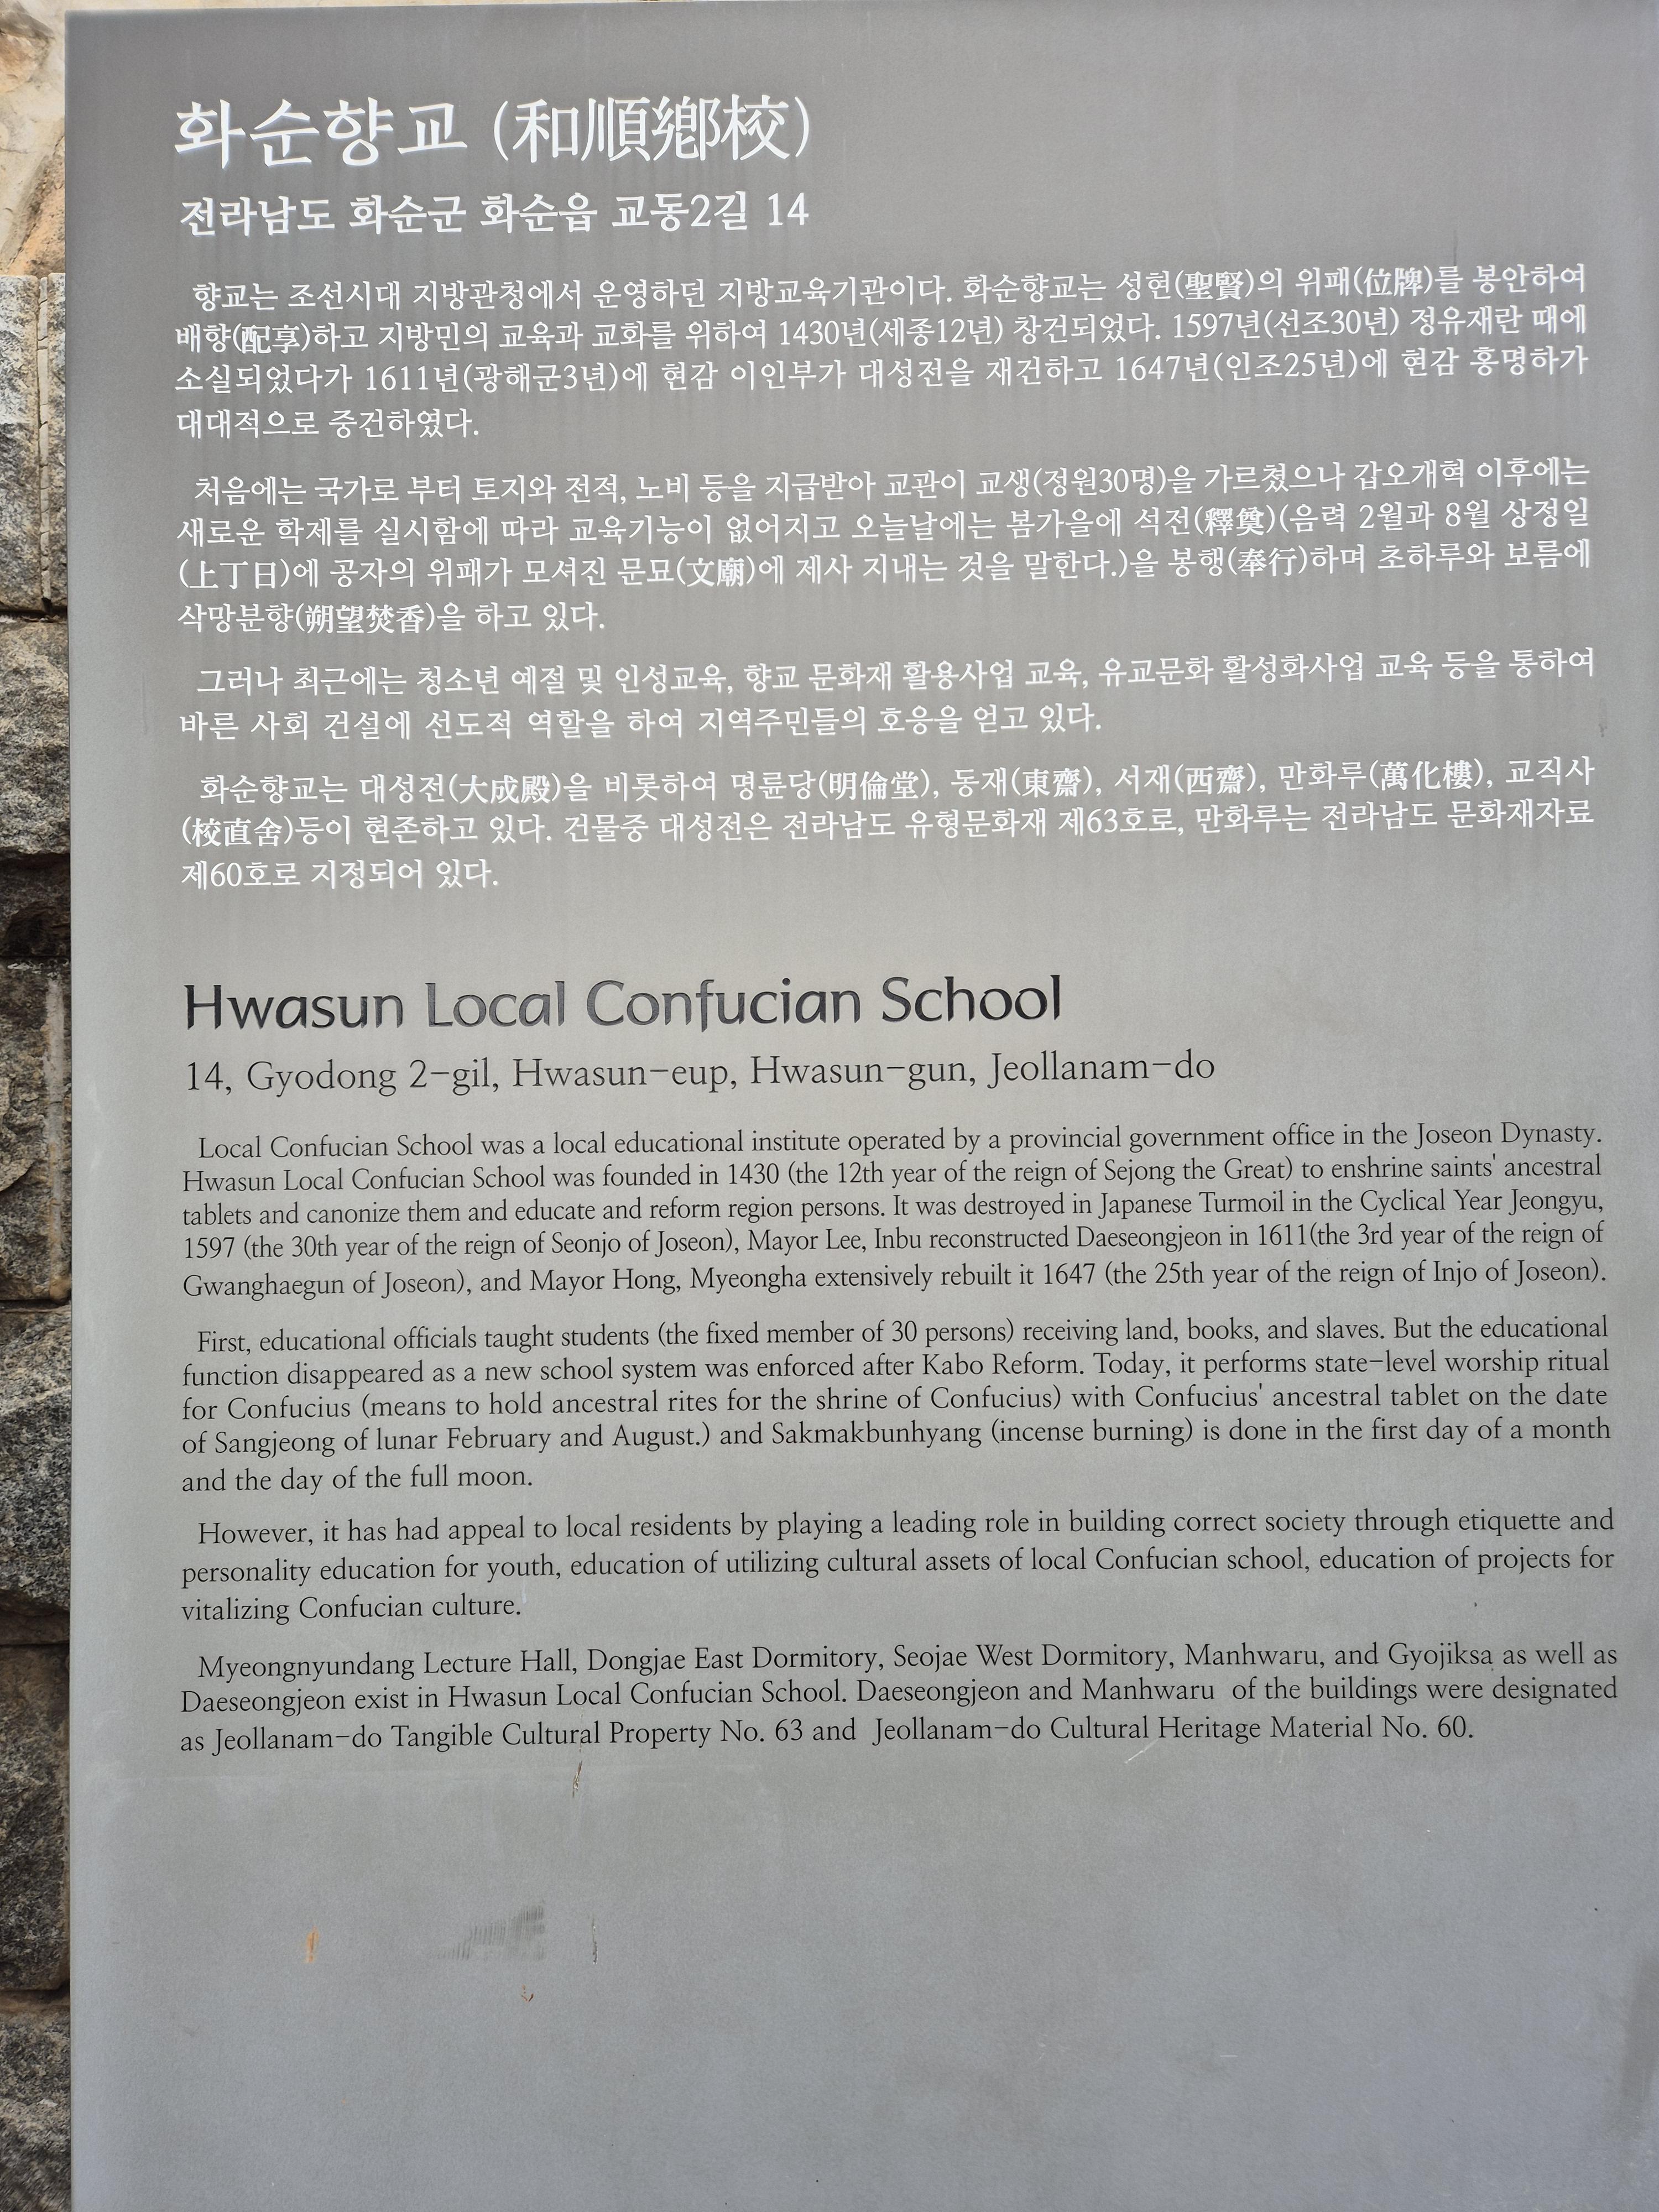 화순향교 (和順鄕校)
전라남도 화순군 화순읍 교동2길 14
향교는 조선시대 지방관청에서 운영하던 지방교육기관이다. 화순향교는 성현(聖賢)의 위패(位牌)를 봉안하여
배향(配享)하고 지방민의 교육과 교화를 위하여 1430년(세종12년) 창건되었다. 1597년(선조30년) 정유재란 때에
소실되었다가 1611년(광해군3년)에 현감 이인부가 대성전을 재건하고 1647년(인조25년)에 현감 홍명하가
대대적으로 중건하였다.
처음에는 국가로 부터 토지와 전적, 노비 등을 지급받아 교관이 교생(정원30명)을 가르쳤으나 갑오개혁 이후에는
새로운 학제를 실시함에 따라 교육기능이 없어지고 오늘날에는 봄가을에 석전(釋奠)(음력 2월과 8월 상정일
(上丁日)에 공자의 위패가 모셔진 문묘(文廟)에 제사 지내는 것을 말한다.)을 봉행(奉行)하며 초하루와 보름에
삭망분향(朔望焚香)을 하고 있다.
그러나 최근에는 청소년 예절 및 인성교육, 향교 문화재 활용사업 교육, 유교문화 활성화사업 교육 등을 통하여
바른 사회 건설에 선도적 역할을 하여 지역주민들의 호응을 얻고 있다.
화순향교는 대성전(大成殿)을 비롯하여 명륜당(明倫堂), 동재(東齋), 서재(西齋), 만화루(萬化樓), 교직사
(校直舍)등이 현존하고 있다. 건물중 대성전은 전라남도 유형문화재 제63호로, 만화루는 전라남도 문화재자료
제60호로 지정되어 있다.
Hwasun Local Confucian School
14, Gyodong 2-gil, Hwasun-eup, Hwasun-gun, Jeollanam-do
Local Confucian School was a local educational institute operated by a provincial government office in the Joseon Dynasty.
Hwasun Local Confucian School was founded in 1430 (the 12th year of the reign of Sejong the Great) to enshrine saints' ancestral
tablets and canonize them and educate and reform region persons. It was destroyed in Japanese Turmoil in the Cyclical Year Jeongyu,
1597 (the 30th year of the reign of Seonjo of Joseon), Mayor Lee, Inbu reconstructed Daeseongjeon in 1611(the 3rd year of the reign of
Gwanghaegun of Joseon), and Mayor Hong, Myeongha extensively rebuilt it 1647 (the 25th year of the reign of Injo of Joseon).
First, educational officials taught students (the fixed member of 30 persons) receiving land, books, and slaves. But the educational
function disappeared as a new school system was enforced after Kabo Reform. Today, it performs state-level worship ritual
for Confucius (means to hold ancestral rites for the shrine of Confucius) with Confucius' ancestral tablet on the date
of Sangjeong of lunar February and August.) and Sakmakbunhyang (incense burning) is done in the first day of a month
and the day of the full moon.
However, it has had appeal to local residents by playing a leading role in building correct society through etiquette and
personality education for youth, education of utilizing cultural assets of local Confucian school, education of projects for
vitalizing Confucian culture.
Myeongnyundang Lecture Hall, Dongjae East Dormitory, Seojae West Dormitory, Manhwaru, and Gyojiksa as well as
Daeseongjeon exist in Hwasun Local Confucian School. Daeseongjeon and Manhwaru of the buildings were designated
as Jeollanam-do Tangible Cultural Property No. 63 and Jeollanam-do Cultural Heritage Material No. 60.